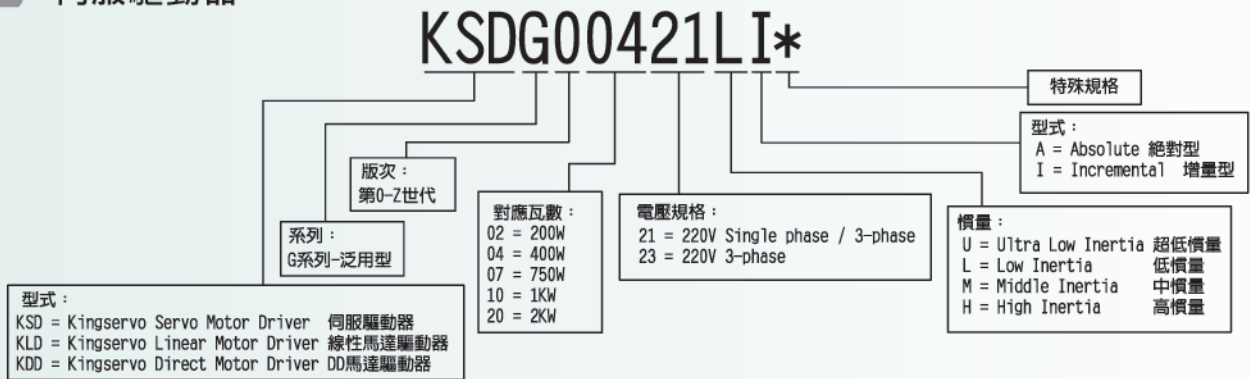 KSDG00421LI*
特殊規格
型式：
A = Absolute 絕對型
I = Incremental 增量型
版次：
第0-Z世代
系列：
G系列-泛用型
對應瓦數：
02 = 200W
04 = 400W
07 = 750W
10 = 1KW
20 = 2KW
電壓規格：
21 = 220V Single phase / 3-phase
23 = 220V 3-phase
慣量：
U = Ultra Low Inertia 超低慣量
L = Low Inertia 低慣量
M = Middle Inertia 中慣量
H = High Inertia 高慣量
型式：
KSD = Kingservo Servo Motor Driver 伺服驅動器
KLD = Kingservo Linear Motor Driver 線性馬達驅動器
KDD = Kingservo Direct Motor Driver DD馬達驅動器